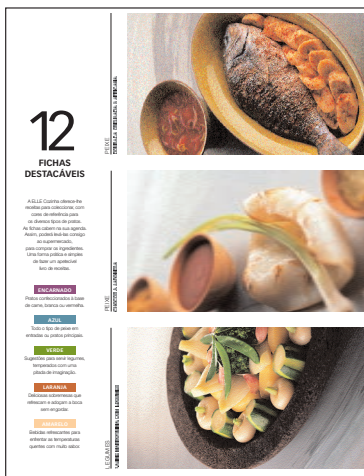 12
FICHAS
DESTACÁVEIS
A ELLE Cozinha oferece-lhe
receitas para coleccionar, com
cores de referência para
os diversos tipos de pratos.
As fichas cabem na sua agenda.
Assim, poderá levá-las consigo
ao supermercado,
para comprar os ingredientes.
Uma forma prática e simples
de fazer um apetecível
livro de receitas.
ENCARNADO
Pratos confeccionados à base
de carne, branca ou vermelha.
AZUL
Todo o tipo de peixe em
entradas ou pratos principais.
VERDE
Sugestões para servir legumes,
temperados com uma
pitada de imaginação.
LARANJA
Deliciosas sobremesas que
refrescam e adoçam a boca
sem engordar.
AMARELO
Bebidas refrescantes para
enfrentar as temperaturas
quentes com muito sabor.
PEIXE
PEIXE
LEGUMES